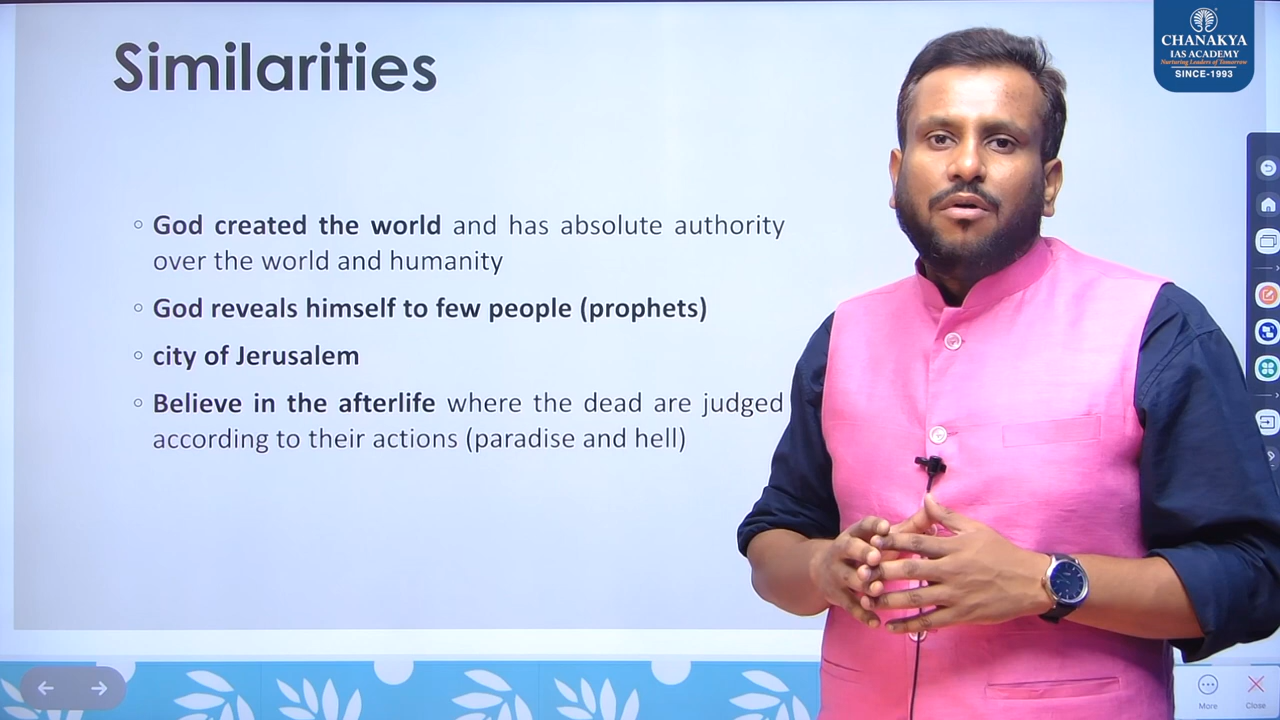 Similarities
God created the world and has absolute authority
over the world and humanity
God reveals himself to few people (prophets)
city of Jerusalem
Believe in the afterlife where the dead are judged
according to their actions (paradise and hell)
CHANAKYA
IAS ACADEMY
Nurturing Leaders of Tomorrow
SINCE-1993
More
Close